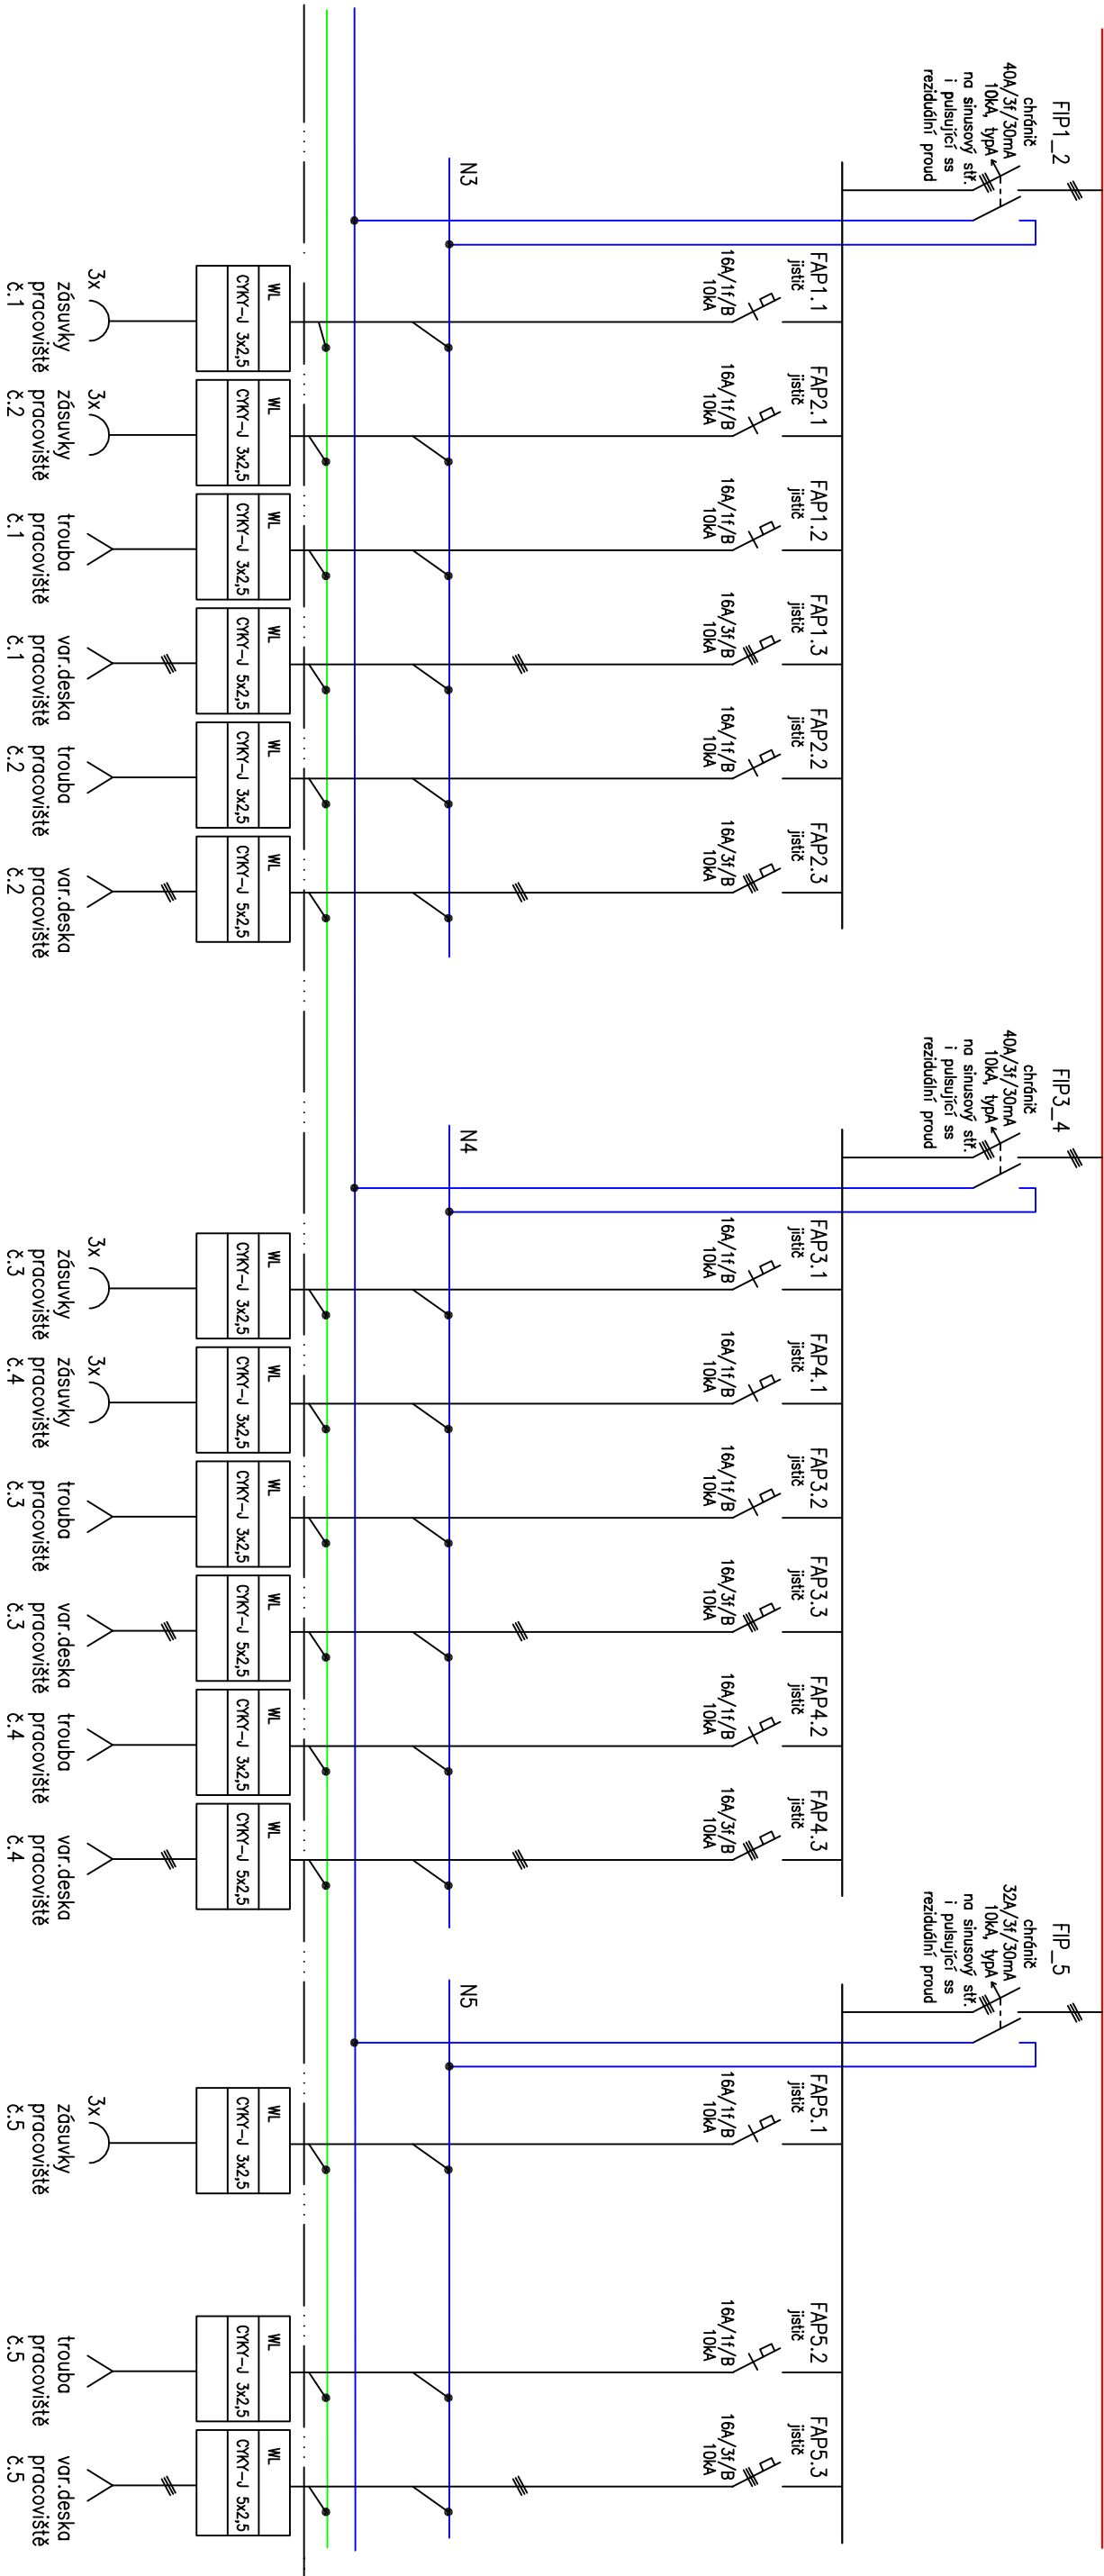 FIP1_2
chránič
40A/3f/30mA
10kA, typA
na sinusový stř.
i pulsující ss
reziduální proud
N3
FAP1.1
jistič
16A/1f/B
10kA
WL
CYKY-J 3x2,5
3x
zásuvky
pracoviště
č.1
FAP2.1
jistič
16A/1f/B
10kA
WL
CYKY-J 3x2,5
3x
zásuvky
pracoviště
č.2
FAP1.2
jistič
16A/1f/B
10kA
WL
CYKY-J 3x2,5
trouba
pracoviště
č.1
FAP1.3
jistič
16A/3f/B
10kA
WL
CYKY-J 5x2,5
var.deska
pracoviště
č.1
FAP2.2
jistič
16A/1f/B
10kA
WL
CYKY-J 3x2,5
trouba
pracoviště
č.2
FAP2.3
jistič
16A/3f/B
10kA
WL
CYKY-J 5x2,5
var.deska
pracoviště
č.2
FIP3_4
chránič
40A/3f/30mA
10kA, typA
na sinusový stř.
i pulsující ss
reziduální proud
N4
FAP3.1
jistič
16A/1f/B
10kA
WL
CYKY-J 3x2,5
3x
zásuvky
pracoviště
č.3
FAP4.1
jistič
16A/1f/B
10kA
WL
CYKY-J 3x2,5
3x
zásuvky
pracoviště
č.4
FAP3.2
jistič
16A/1f/B
10kA
WL
CYKY-J 3x2,5
trouba
pracoviště
č.3
FAP3.3
jistič
16A/3f/B
10kA
WL
CYKY-J 5x2,5
var.deska
pracoviště
č.3
FAP4.2
jistič
16A/1f/B
10kA
WL
CYKY-J 3x2,5
trouba
pracoviště
č.4
FAP4.3
jistič
16A/3f/B
10kA
WL
CYKY-J 5x2,5
var.deska
pracoviště
č.4
FIP_5
chránič
32A/3f/30mA
10kA, typA
na sinusový stř.
i pulsující ss
reziduální proud
N5
FAP5.1
jistič
16A/1f/B
10kA
WL
CYKY-J 3x2,5
3x
zásuvky
pracoviště
č.5
FAP5.2
jistič
16A/1f/B
10kA
WL
CYKY-J 3x2,5
trouba
pracoviště
č.5
FAP5.3
jistič
16A/3f/B
10kA
WL
CYKY-J 5x2,5
var.deska
pracoviště
č.5